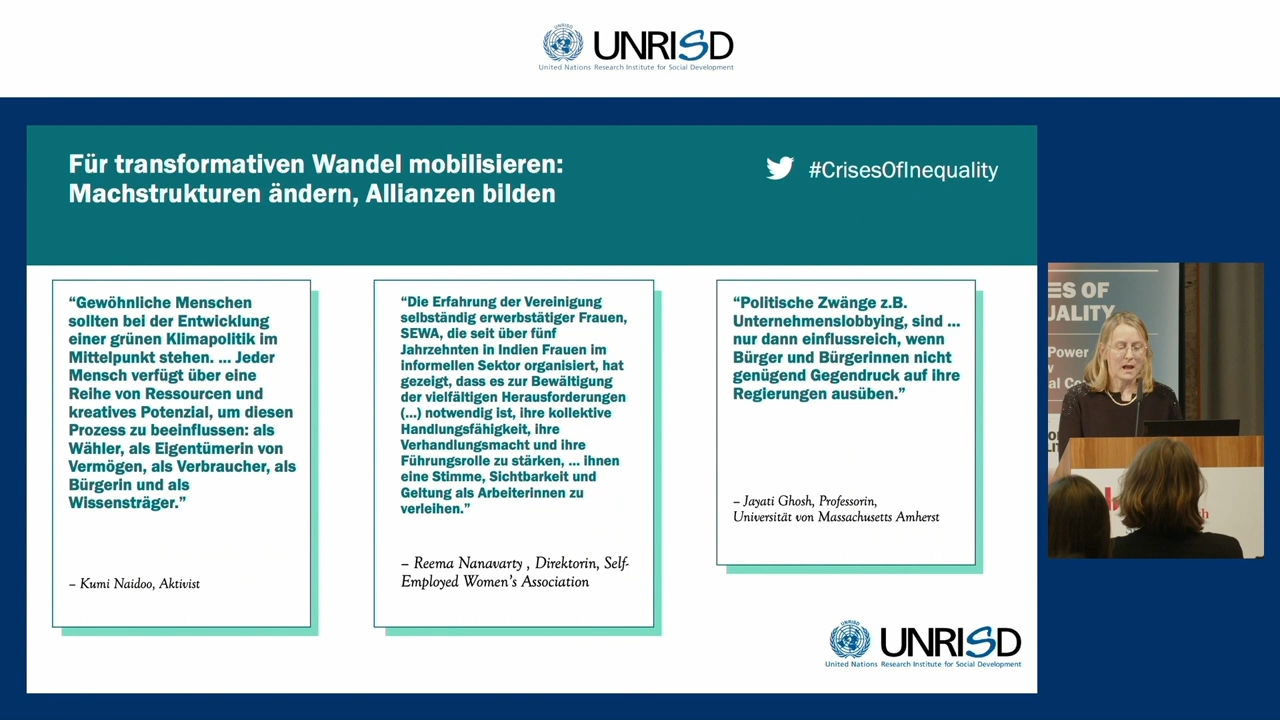 UNRISD
United Nations Research Institute for Social Development
Für transformativen Wandel mobilisieren:
Machstrukturen ändern, Allianzen bilden
#CrisesOfInequality
“Gewöhnliche Menschen
sollten bei der Entwicklung
einer grünen Klimapolitik im
Mittelpunkt stehen. ... Jeder
Mensch verfügt über eine
Reihe von Ressourcen und
kreatives Potenzial, um diesen
Prozess zu beeinflussen: als
Wähler, als Eigentümerin von
Vermögen, als Verbraucher, als
Bürgerin und als
Wissensträger.”
– Kumi Naidoo, Aktivist
“Die Erfahrung der Vereinigung
selbständig erwerbstätiger Frauen,
SEWA, die seit über fünf
Jahrzehnten in Indien Frauen im
informellen Sektor organisiert, hat
gezeigt, dass es zur Bewältigung
der vielfältigen Herausforderungen
(...) notwendig ist, ihre kollektive
Handlungsfähigkeit, ihre
Verhandlungsmacht und ihre
Führungsrolle zu stärken, ... ihnen
eine Stimme, Sichtbarkeit und
Geltung als Arbeiterinnen zu
verleihen.”
– Reema Nanavarty , Direktorin, Self-
Employed Women’s Association
“Politische Zwänge z.B.
Unternehmenslobbying, sind ...
nur dann einflussreich, wenn
Bürger und Bürgerinnen nicht
genügend Gegendruck auf ihre
Regierungen ausüben.”
– Jayati Ghosh, Professorin,
Universität von Massachusetts Amherst
UNRISD
United Nations Research Institute for Social Development
ES OF
UALITY
Power